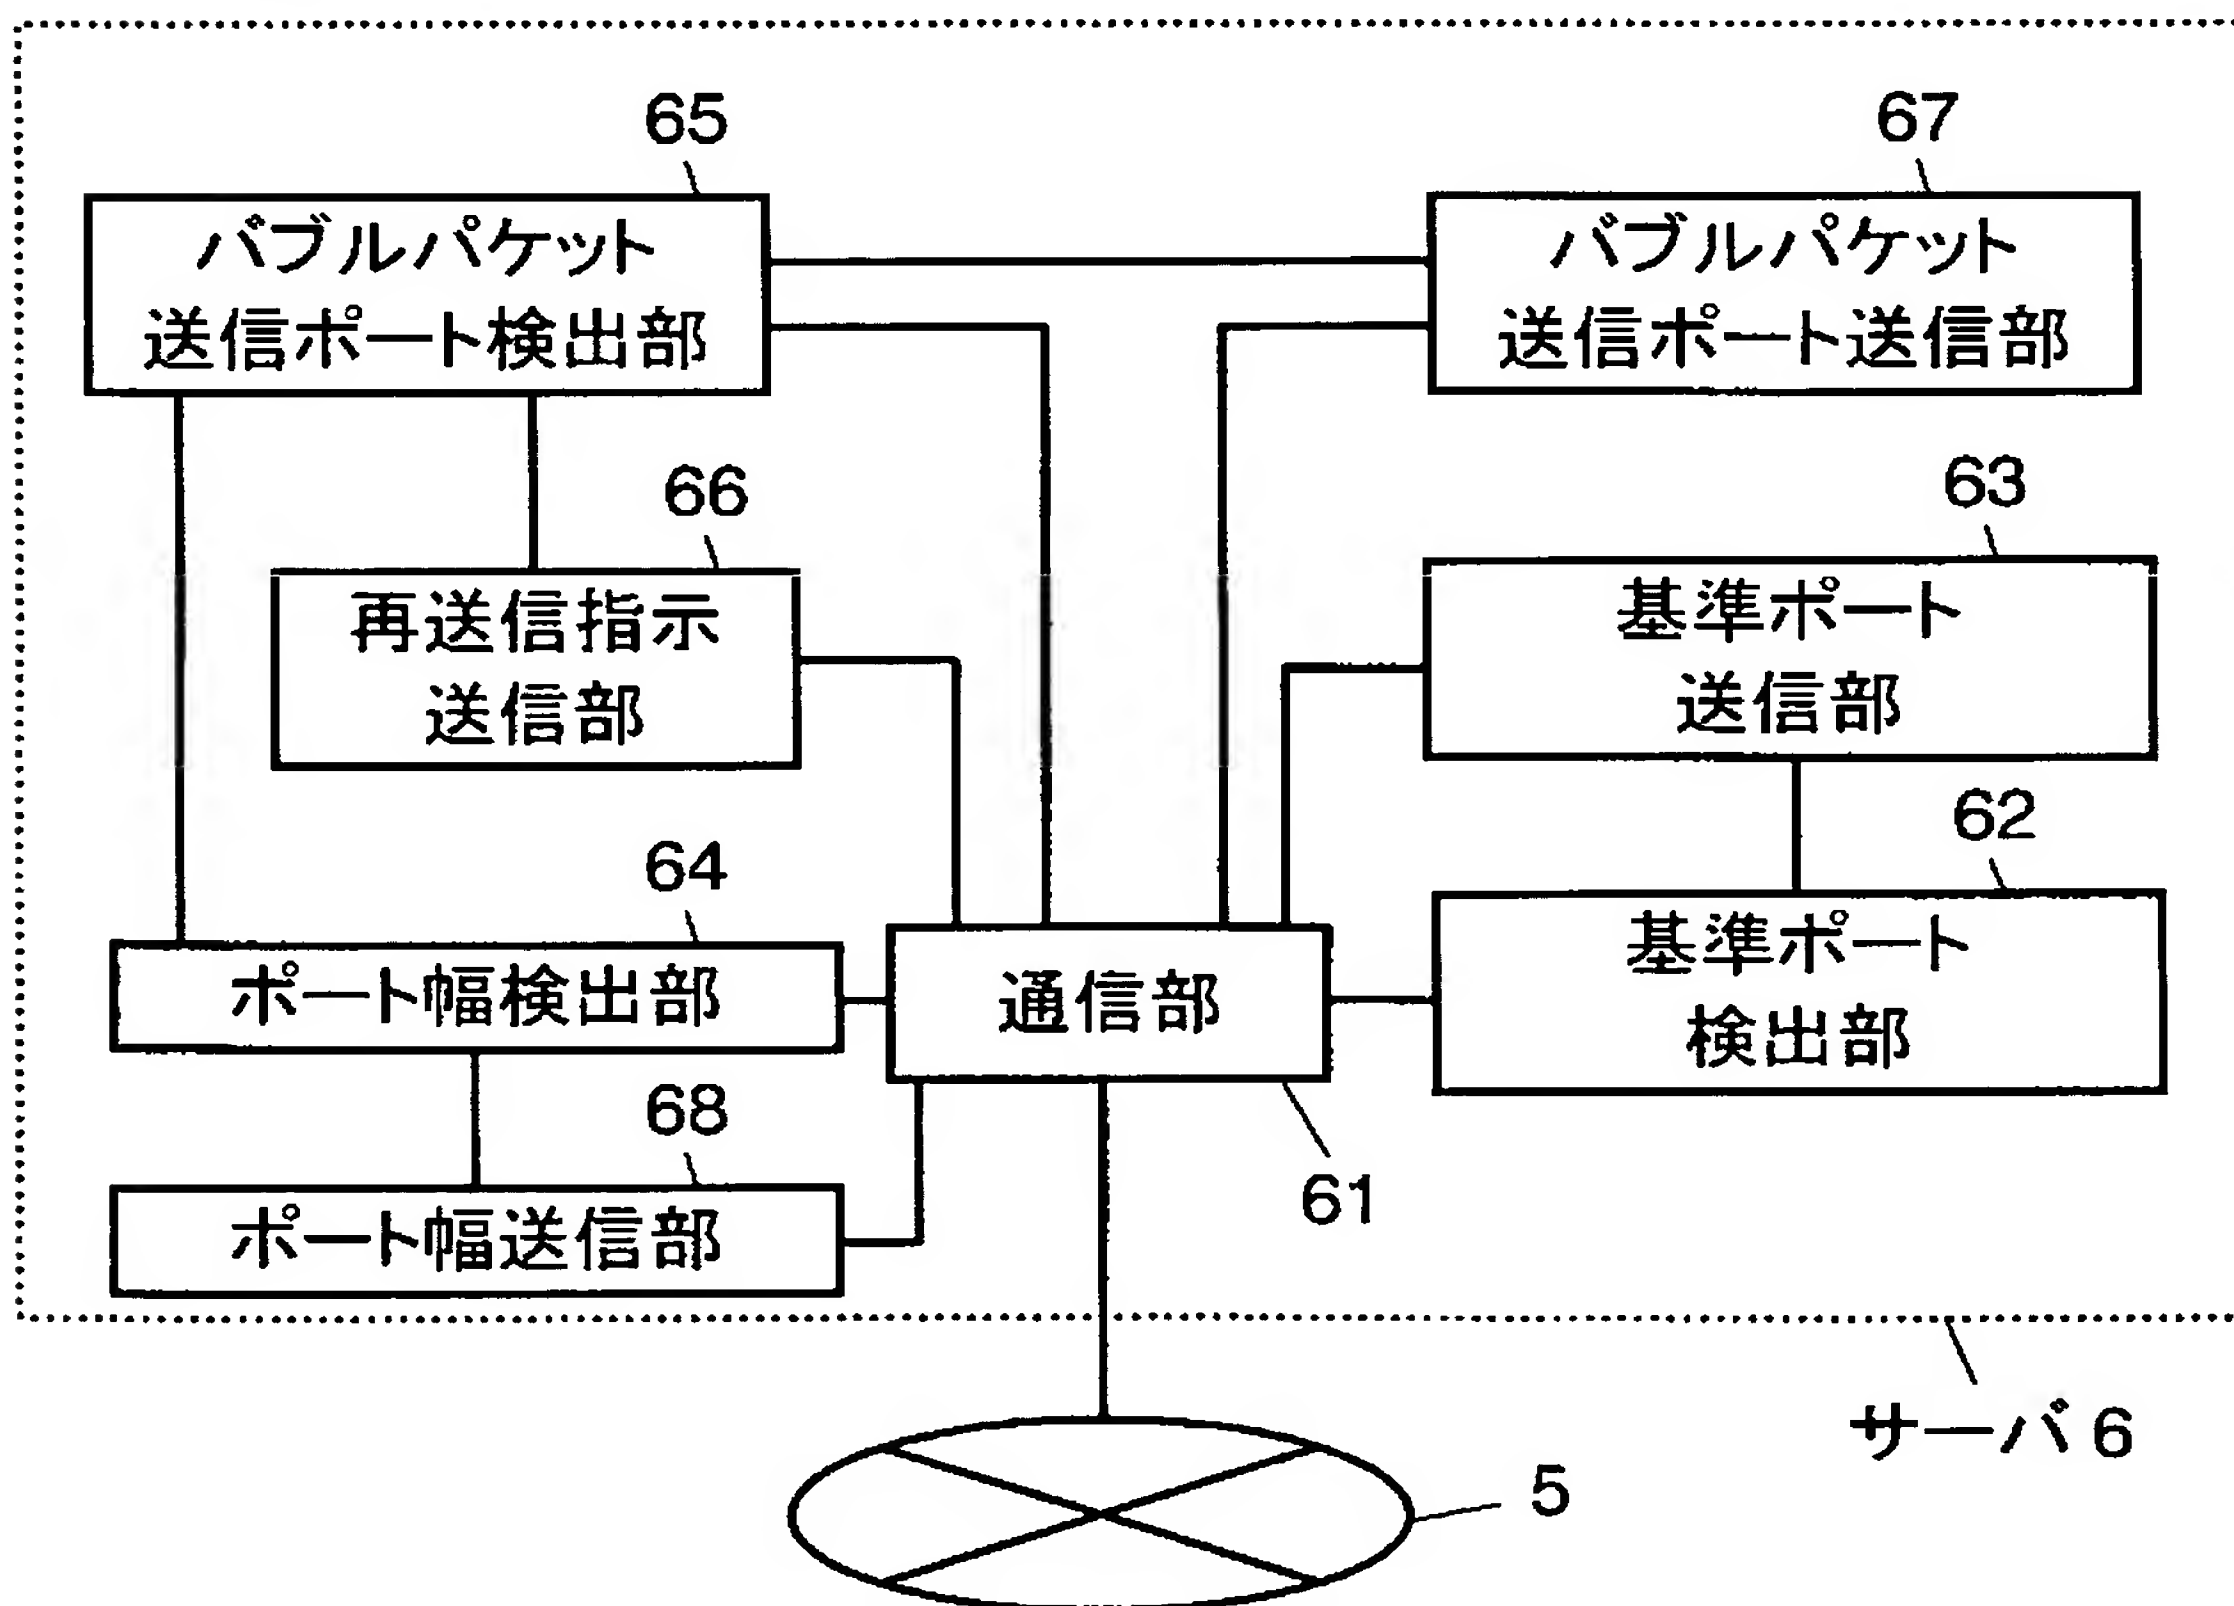 65
バブルパケット
送信ポート検出部
67
バブルパケット
送信ポート送信部
66
再送信指示
送信部
63
基準ポート
送信部
62
基準ポート
検出部
64
ポート幅検出部
通信部
61
68
ポート幅送信部
サーバ6
5